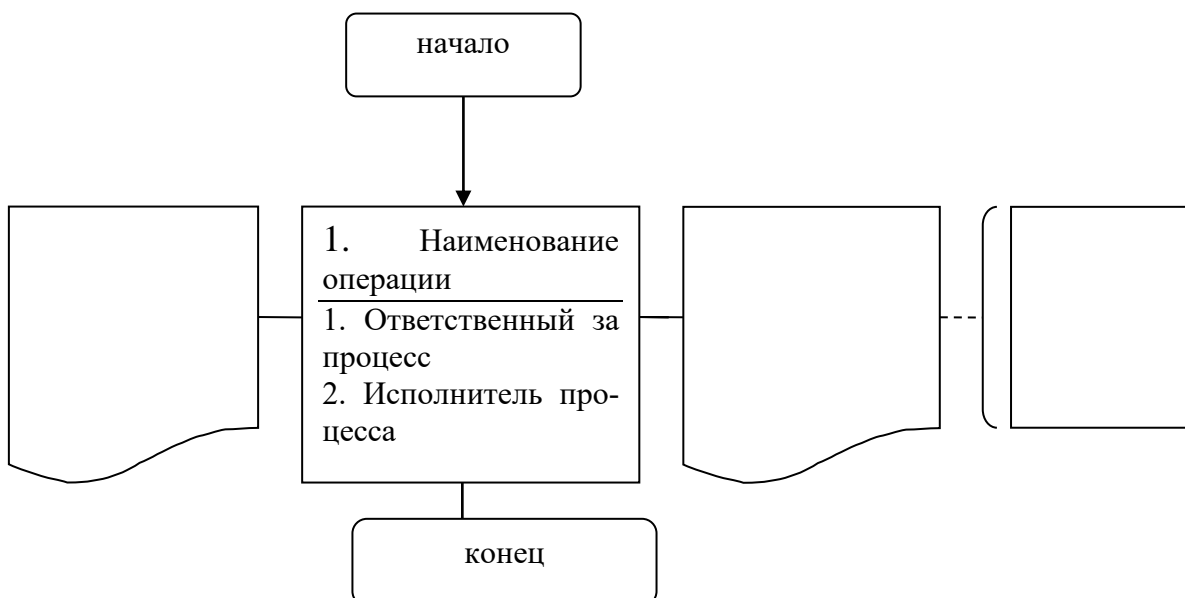 начало
1. Наименование
операции
1. Ответственный за
процесс
2. Исполнитель про-
цесса
конец